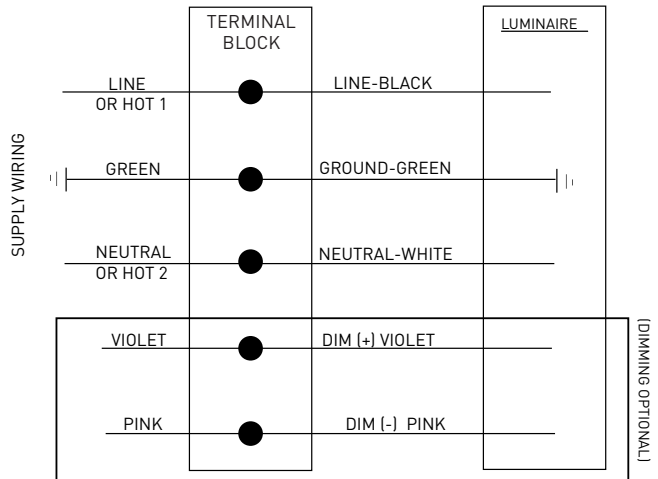 TERMINAL
BLOCK
LUMINAIRE
SUPPLY WIRING
LINE
OR HOT 1
LINE-BLACK
GREEN
GROUND-GREEN
NEUTRAL
OR HOT 2
NEUTRAL-WHITE
VIOLET
DIM (+) VIOLET
PINK
DIM (-) PINK
(DIMMING OPTIONAL)